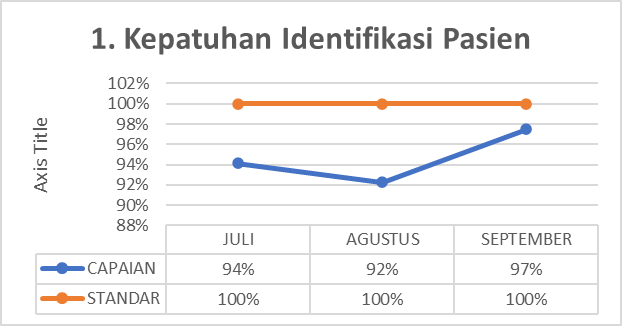 1. Kepatuhan Identifikasi Pasien
Axis Title
102%
100%
98%
96%
94%
92%
90%
88%
JULI AGUSTUS SEPTEMBER
CAPAIAN 94% 92% 97%
STANDAR 100% 100% 100%